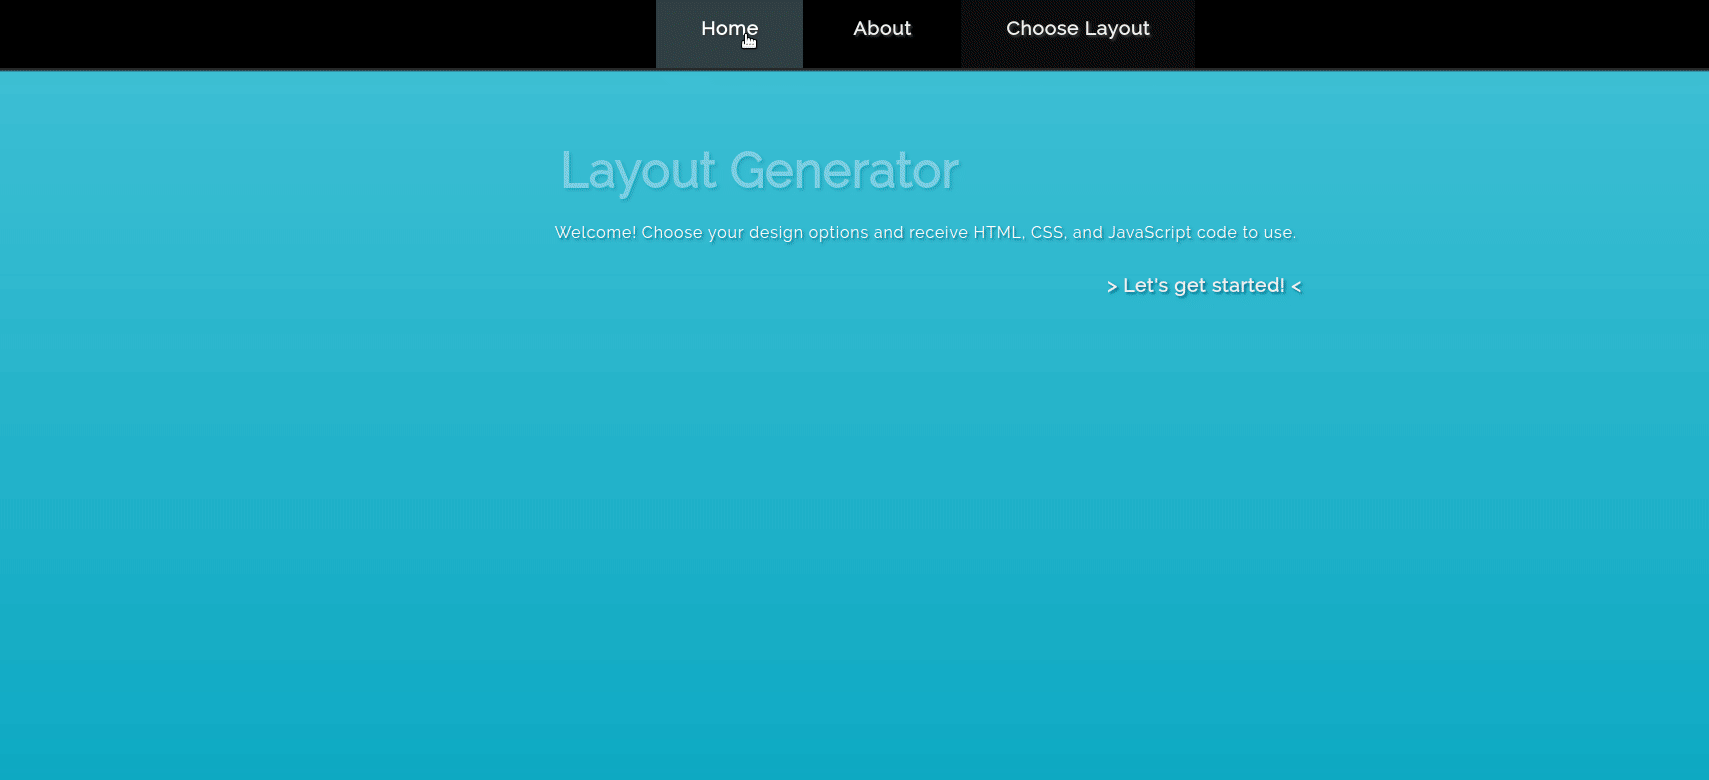 Home About Choose Layout
Layout Generator
Welcome! Choose your design options and receive HTML, CSS, and JavaScript code to use.
> Let's get started! <